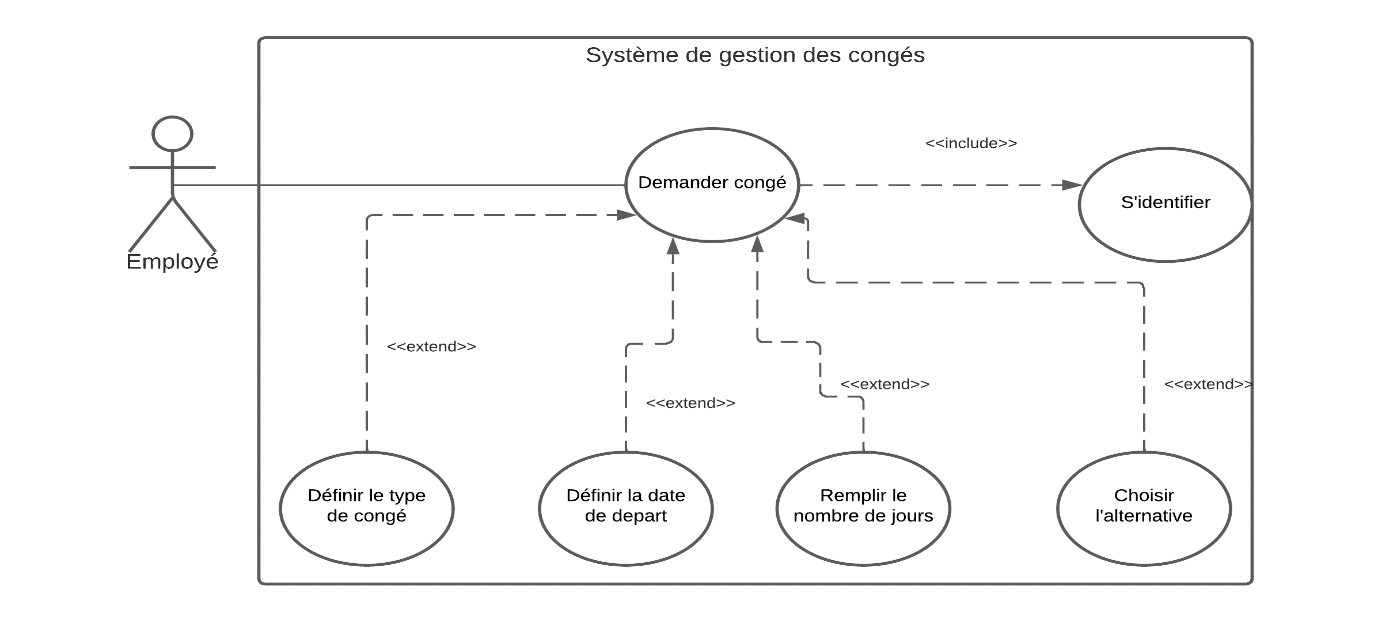 Système de gestion des congés
<<include>>
Demander congé
S'identifier
Employé
<<extend>>
<<extend>>
<<extend>>
<<extend>>
Définir le type
de congé
Définir la date
de depart
Remplir le
nombre de jours
Choisir
l'alternative